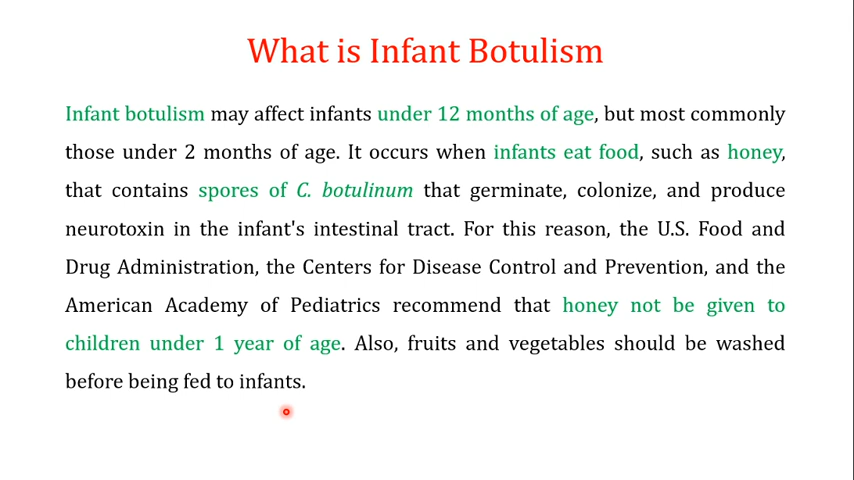 What is Infant Botulism
Infant botulism may affect infants under 12 months of age, but most commonly
those under 2 months of age. It occurs when infants eat food, such as honey,
that contains spores of C. botulinum that germinate, colonize, and produce
neurotoxin in the infant's intestinal tract. For this reason, the U.S. Food and
Drug Administration, the Centers for Disease Control and Prevention, and the
American Academy of Pediatrics recommend that honey not be given to
children under 1 year of age. Also, fruits and vegetables should be washed
before being fed to infants.